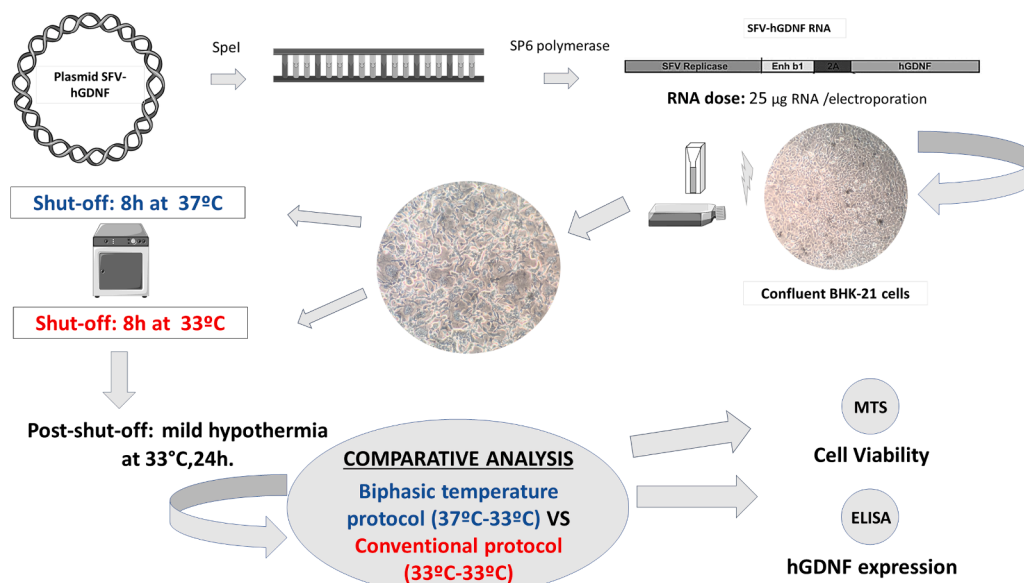 Plasmid SFV-
hGDNF
SpeI
SP6 polymerase
SFV-hGDNF RNA
SFV Replicase
Enh b1
2A
hGDNF
RNA dose: 25 µg RNA /electroporation
Confluent BHK-21 cells
Shut-off: 8h at 37ºC
Shut-off: 8h at 33ºC
Post-shut-off: mild hypothermia
at 33°C,24h.
COMPARATIVE ANALYSIS
Biphasic temperature
protocol (37ºC-33ºC) VS
Conventional protocol
(33ºC-33ºC)
MTS
Cell Viability
ELISA
hGDNF expression